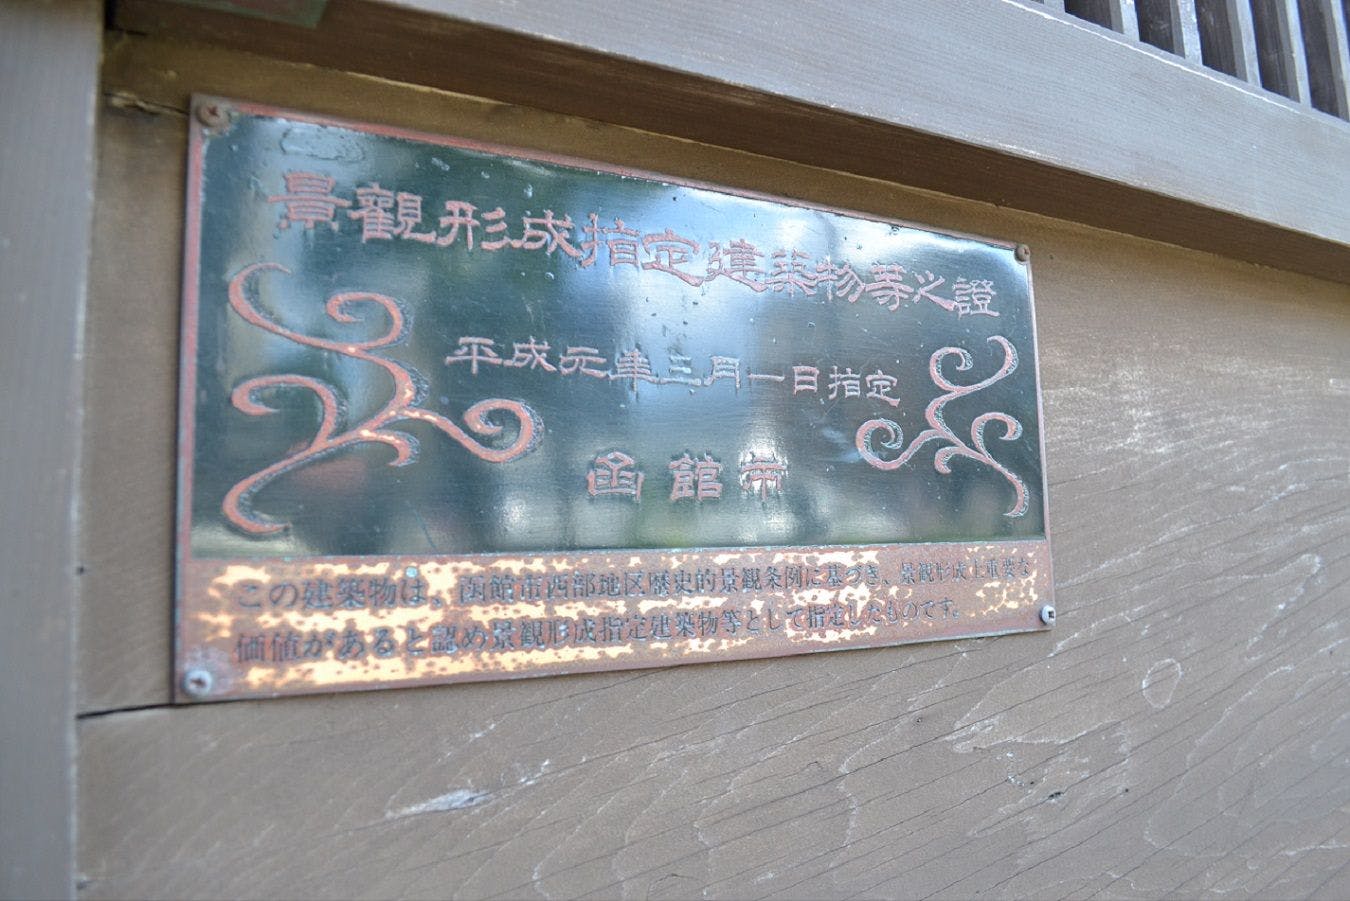 景觀形成指定建築物等之證
平成元年三月一日指定
函館市
この建築物は、函館市西部地区歴史的景観条例に基づき、景観形成上重要な
価値があると認め景観形成指定建築物等として指定したものです。